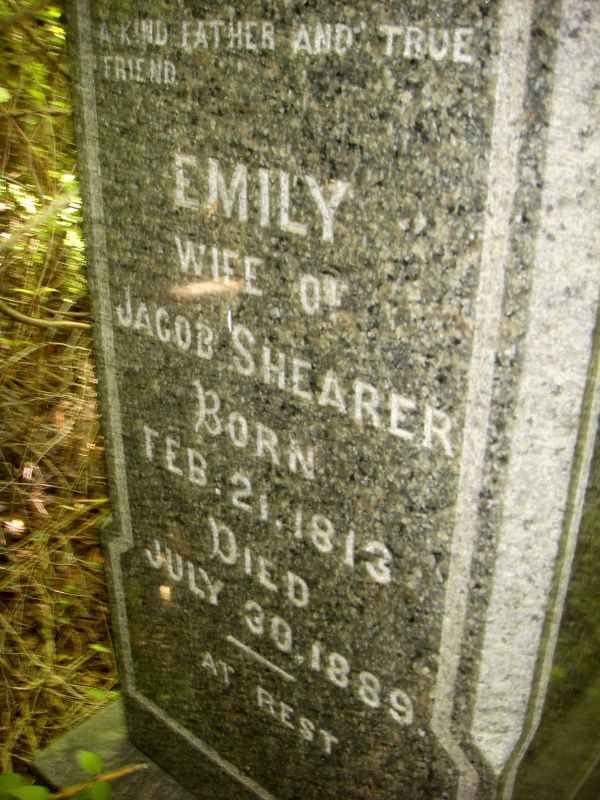 A KIND FATHER AND TRUE
FRIEND
EMILY
WIFE OF
JACOB SHEARER
BORN
FEB. 21. 1813.
DIED
JULY 30. 1889.
AT REST